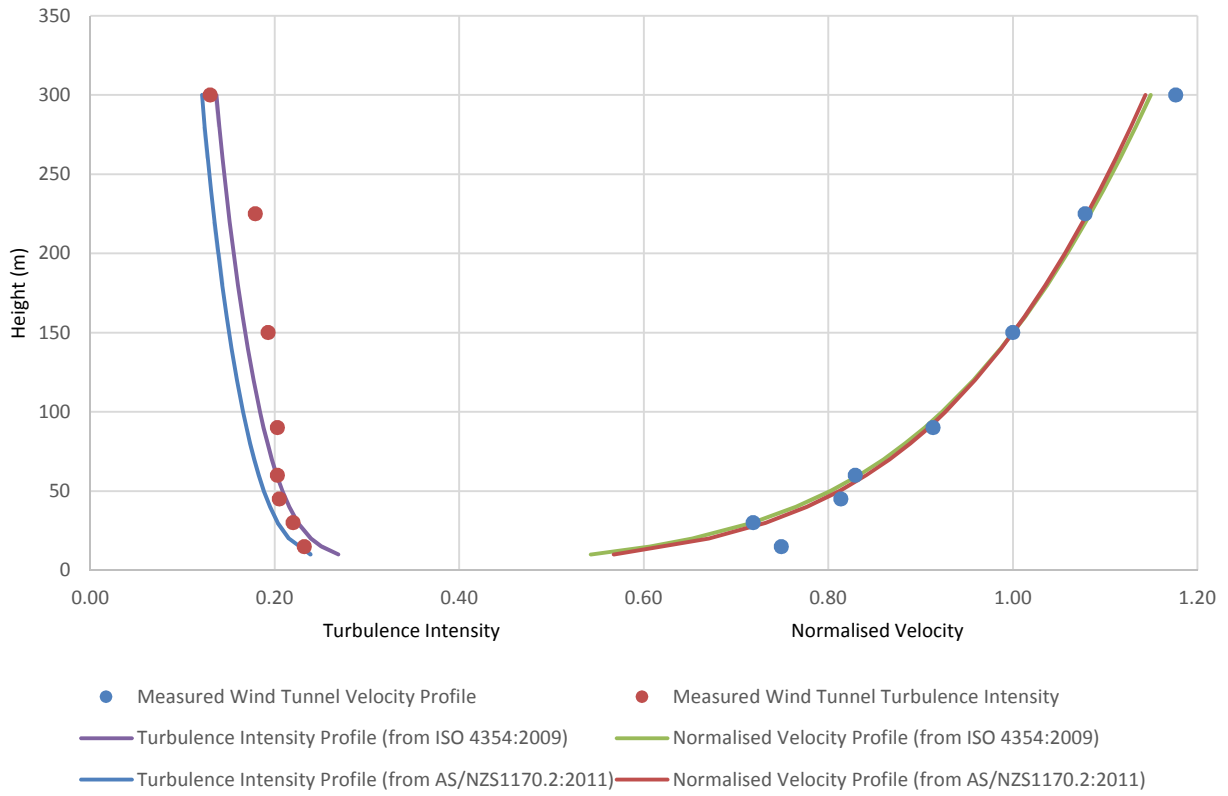 350
300
250
200
150
100
50
0
Height (m)
0.00 0.20 0.40 0.60 0.80 1.00 1.20
Turbulence Intensity Normalised Velocity
Measured Wind Tunnel Velocity Profile Measured Wind Tunnel Turbulence Intensity
Turbulence Intensity Profile (from ISO 4354:2009) Normalised Velocity Profile (from ISO 4354:2009)
Turbulence Intensity Profile (from AS/NZS1170.2:2011) Normalised Velocity Profile (from AS/NZS1170.2:2011)